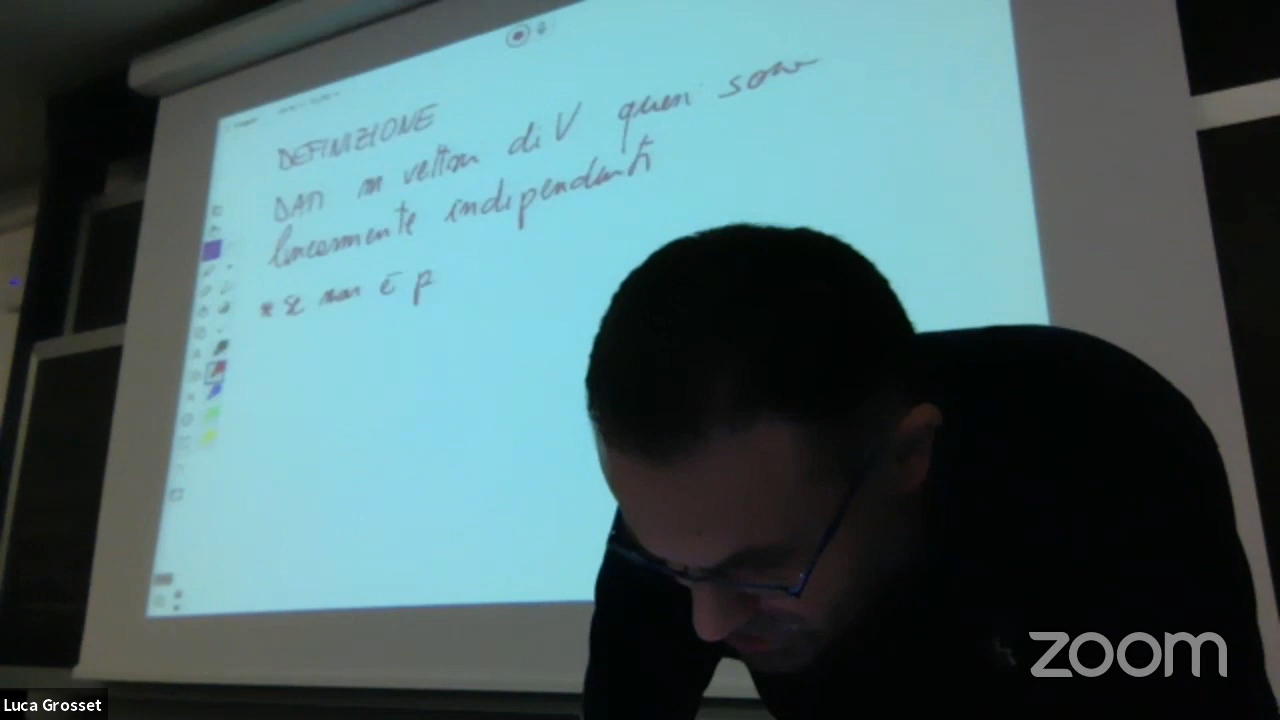 DEFINIZIONE
DATI m vettori di V questi sono
linearmente indipendenti
* se non è p
zoom
Luca Grosset